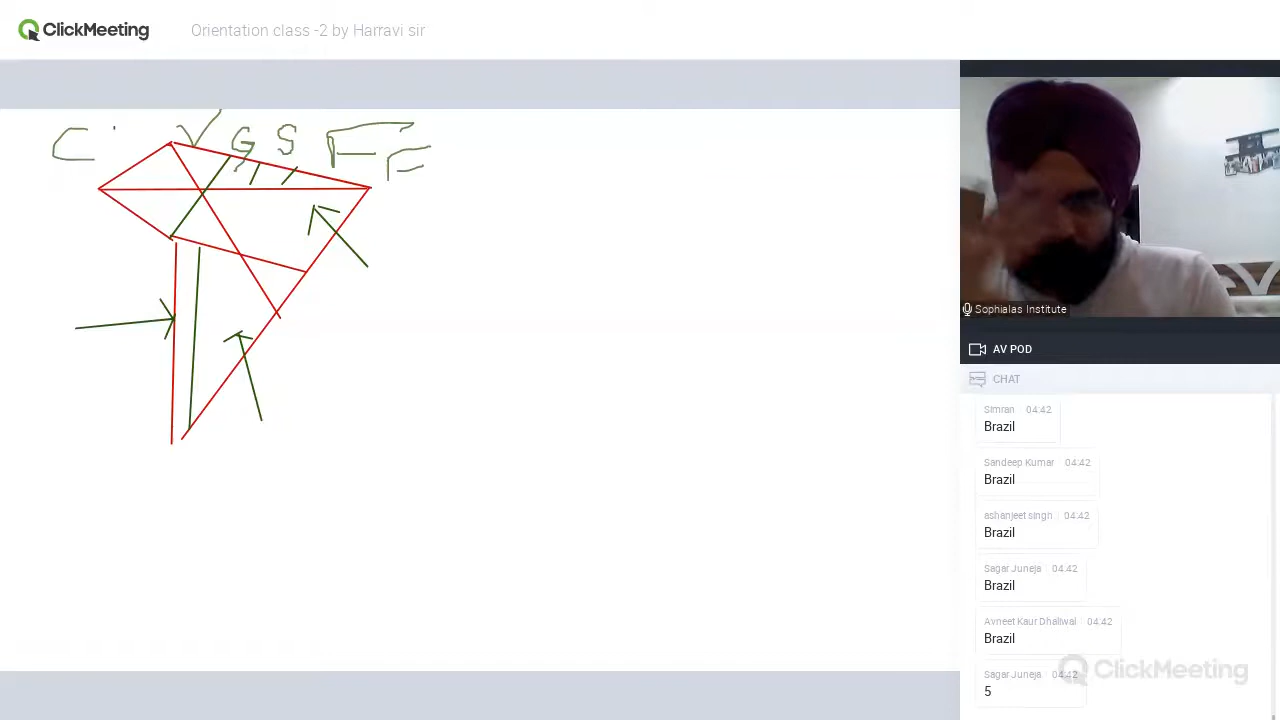 ClickMeeting
Orientation class -2 by Harravi sir
C V G S F F
Sophialas Institute
AV POD
CHAT
Simran 04:42
Brazil
Sandeep Kumar 04:42
Brazil
ashanjeet singh 04:42
Brazil
Sagar Juneja 04:42
Brazil
Avneet Kaur Dhaliwal 04:42
Brazil
Sagar Juneja 04:42
5
ClickMeeting